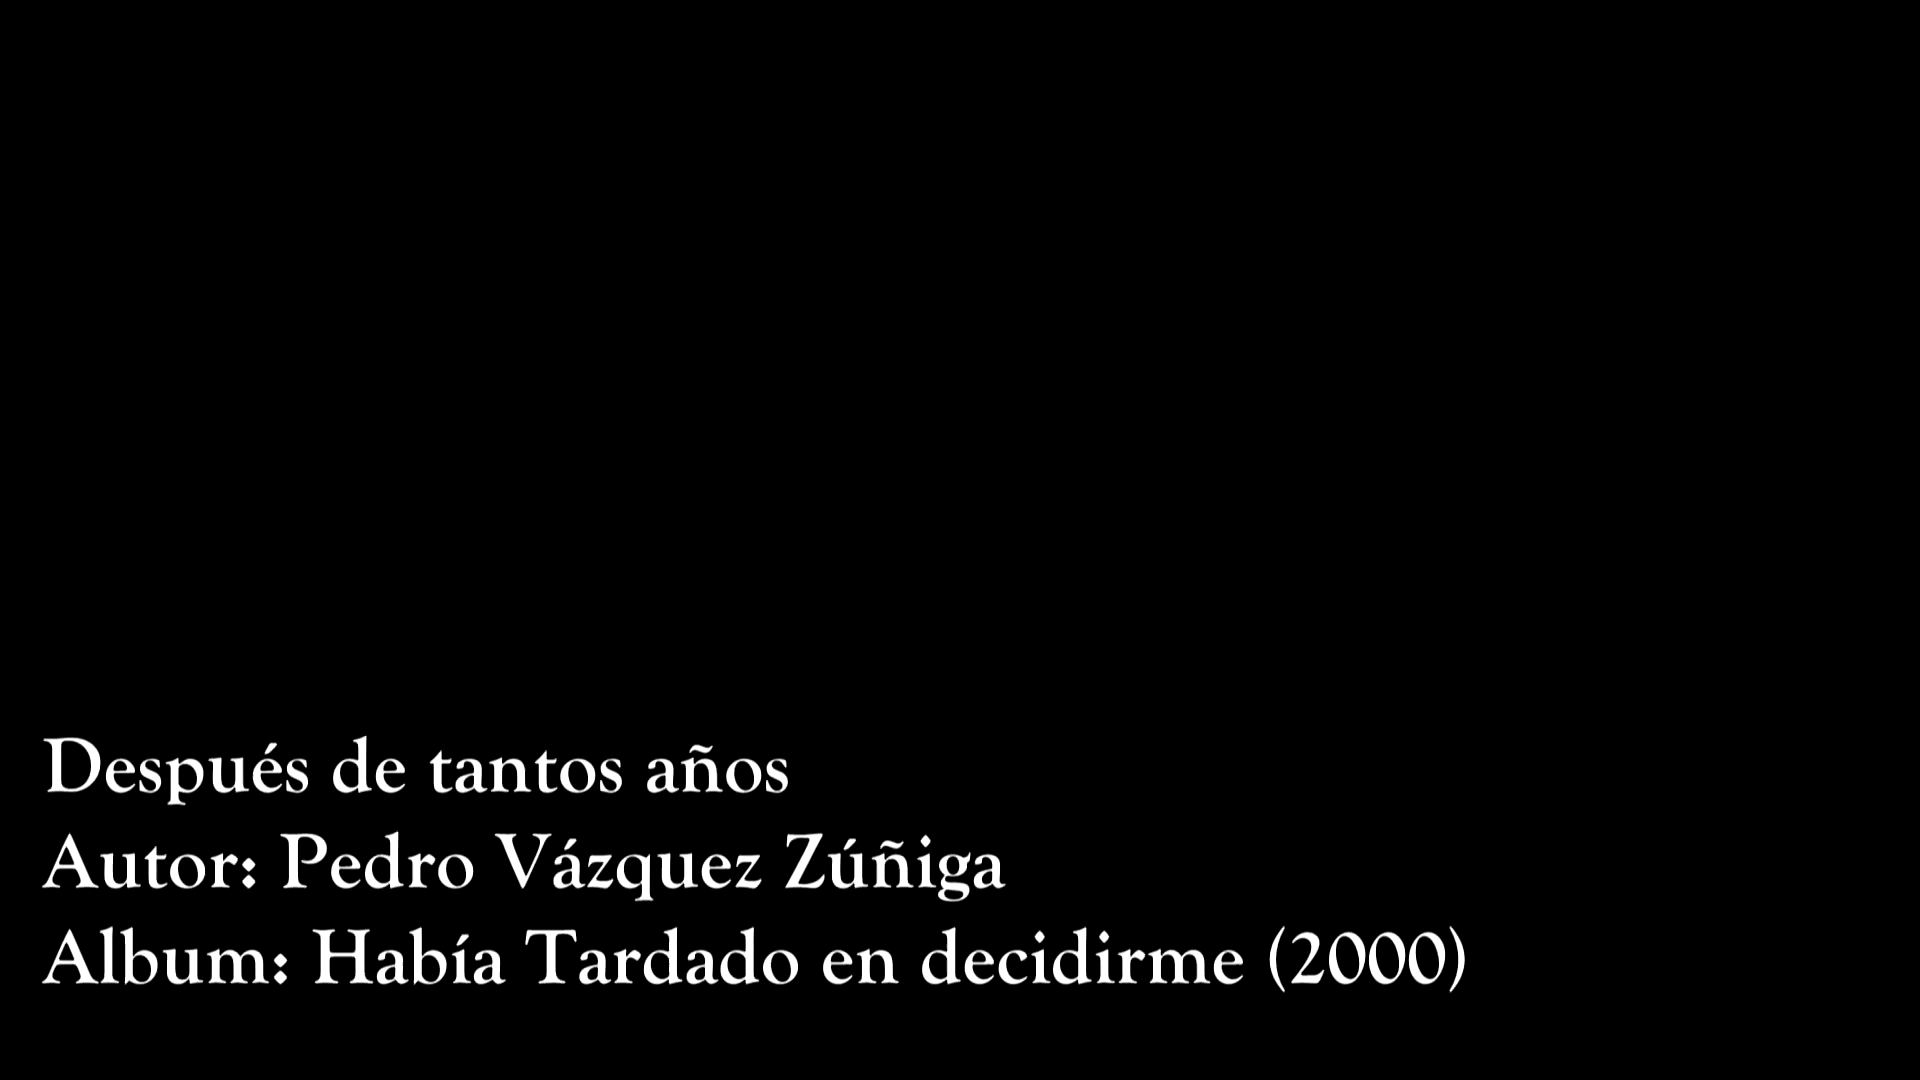 Después de tantos años
Autor: Pedro Vázquez Zúñiga
Album: Había Tardado en decidirme (2000)